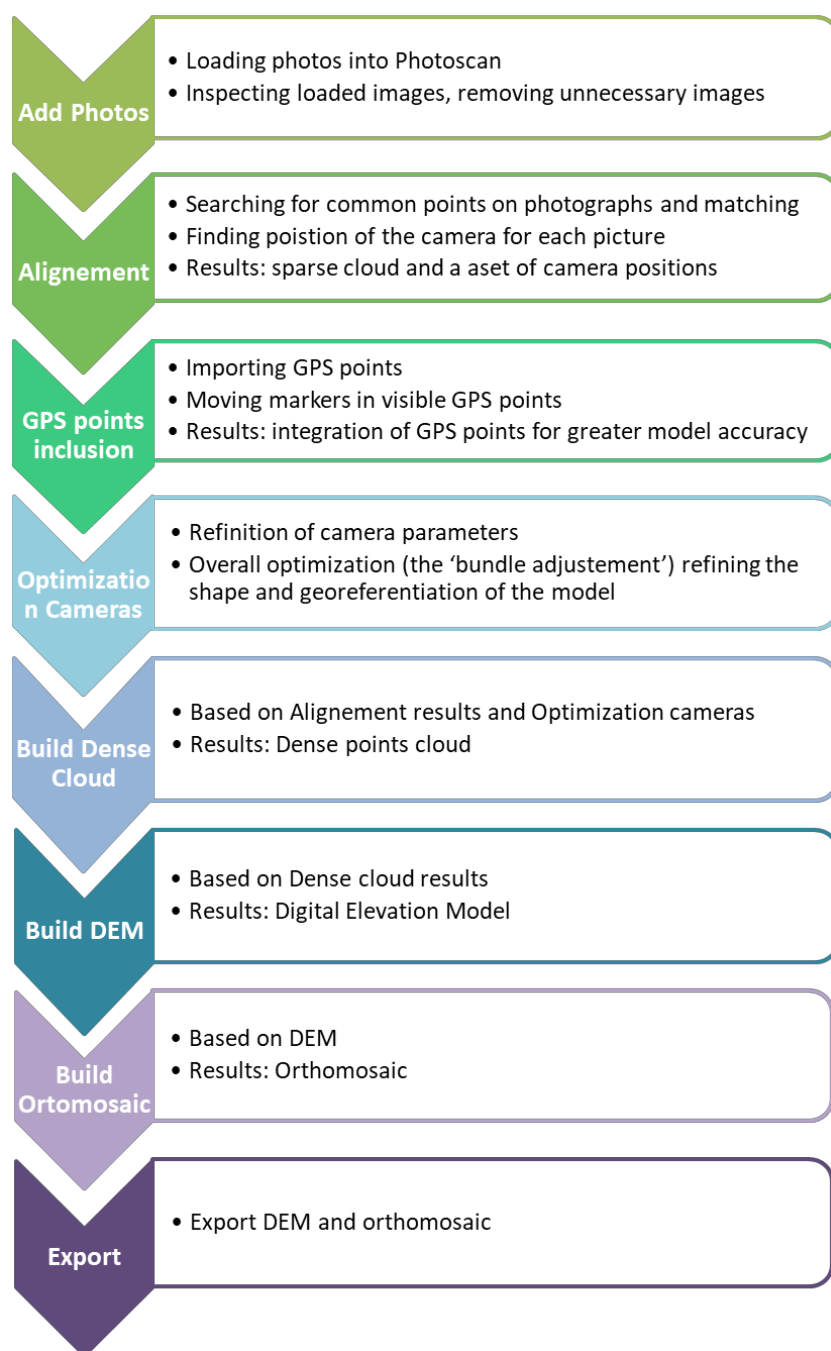 Add Photos
• Loading photos into Photoscan
• Inspecting loaded images, removing unnecessary images
Alignement
• Searching for common points on photographs and matching
• Finding poistion of the camera for each picture
• Results: sparse cloud and a aset of camera positions
GPS points
inclusion
• Importing GPS points
• Moving markers in visible GPS points
• Results: integration of GPS points for greater model accuracy
Optimizatio
n Cameras
• Refinition of camera parameters
• Overall optimization (the ‘bundle adjustement’) refining the
shape and georeferentiation of the model
Build Dense
Cloud
• Based on Alignement results and Optimization cameras
• Results: Dense points cloud
Build DEM
• Based on Dense cloud results
• Results: Digital Elevation Model
Build
Ortomosaic
• Based on DEM
• Results: Orthomosaic
Export
• Export DEM and orthomosaic